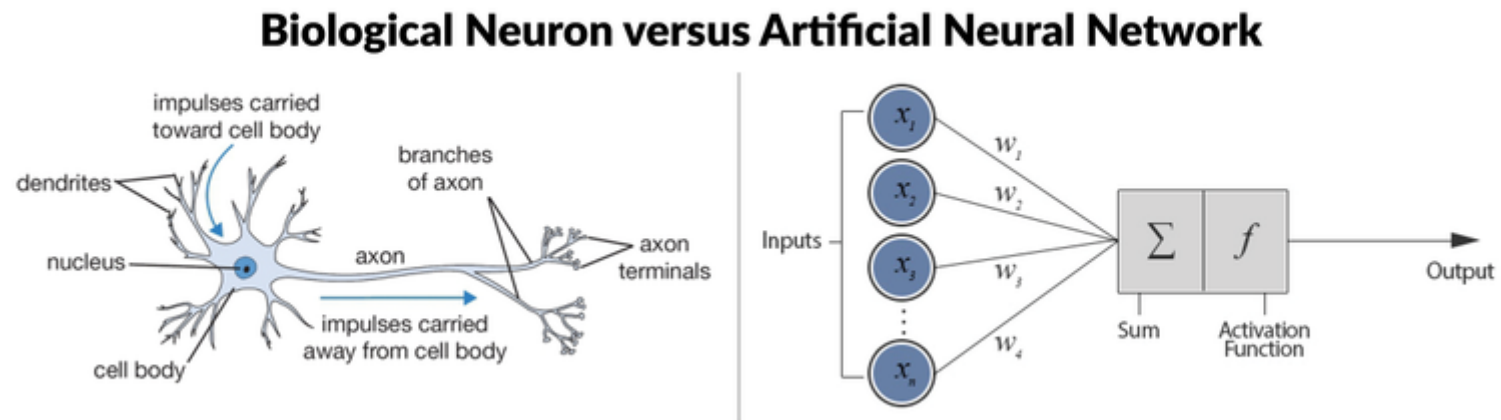 Biological Neuron versus Artificial Neural Network
impulses carried
toward cell body
dendrites
nucleus
cell body
axon
branches
of axon
axon
terminals
impulses carried
away from cell body
Inputs
x1
x2
x3
xn
w1
w2
w3
w4
Σ
f
Sum
Activation
Function
Output